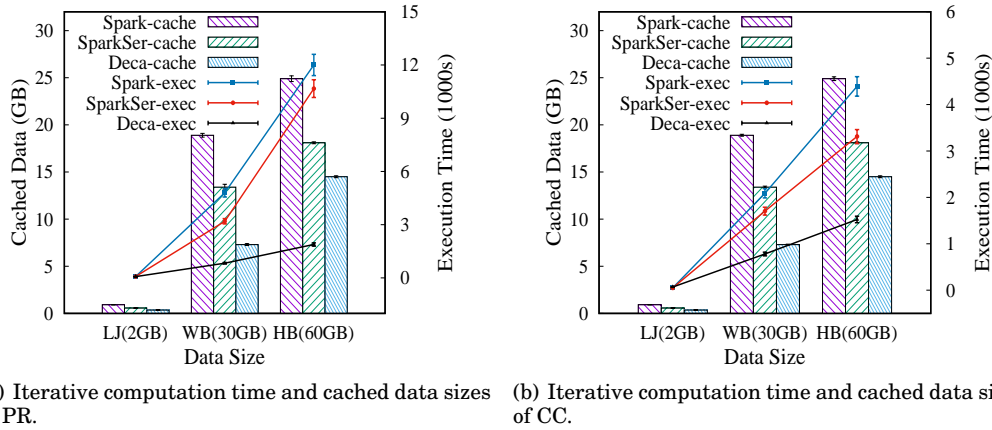 Spark-cache
SparkSer-cache
Deca-cache
Spark-exec
SparkSer-exec
Deca-exec
30
25
20
15
10
5
0
Cached Data (GB)
15
12
9
6
3
0
Execution Time (1000s)
LJ(2GB) WB(30GB) HB(60GB)
Data Size
) Iterative computation time and cached data sizes
PR.
Spark-cache
SparkSer-cache
Deca-cache
Spark-exec
SparkSer-exec
Deca-exec
30
25
20
15
10
5
0
Cached Data (GB)
6
5
4
3
2
1
0
Execution Time (1000s)
LJ(2GB) WB(30GB) HB(60GB)
Data Size
(b) Iterative computation time and cached data si
of CC.